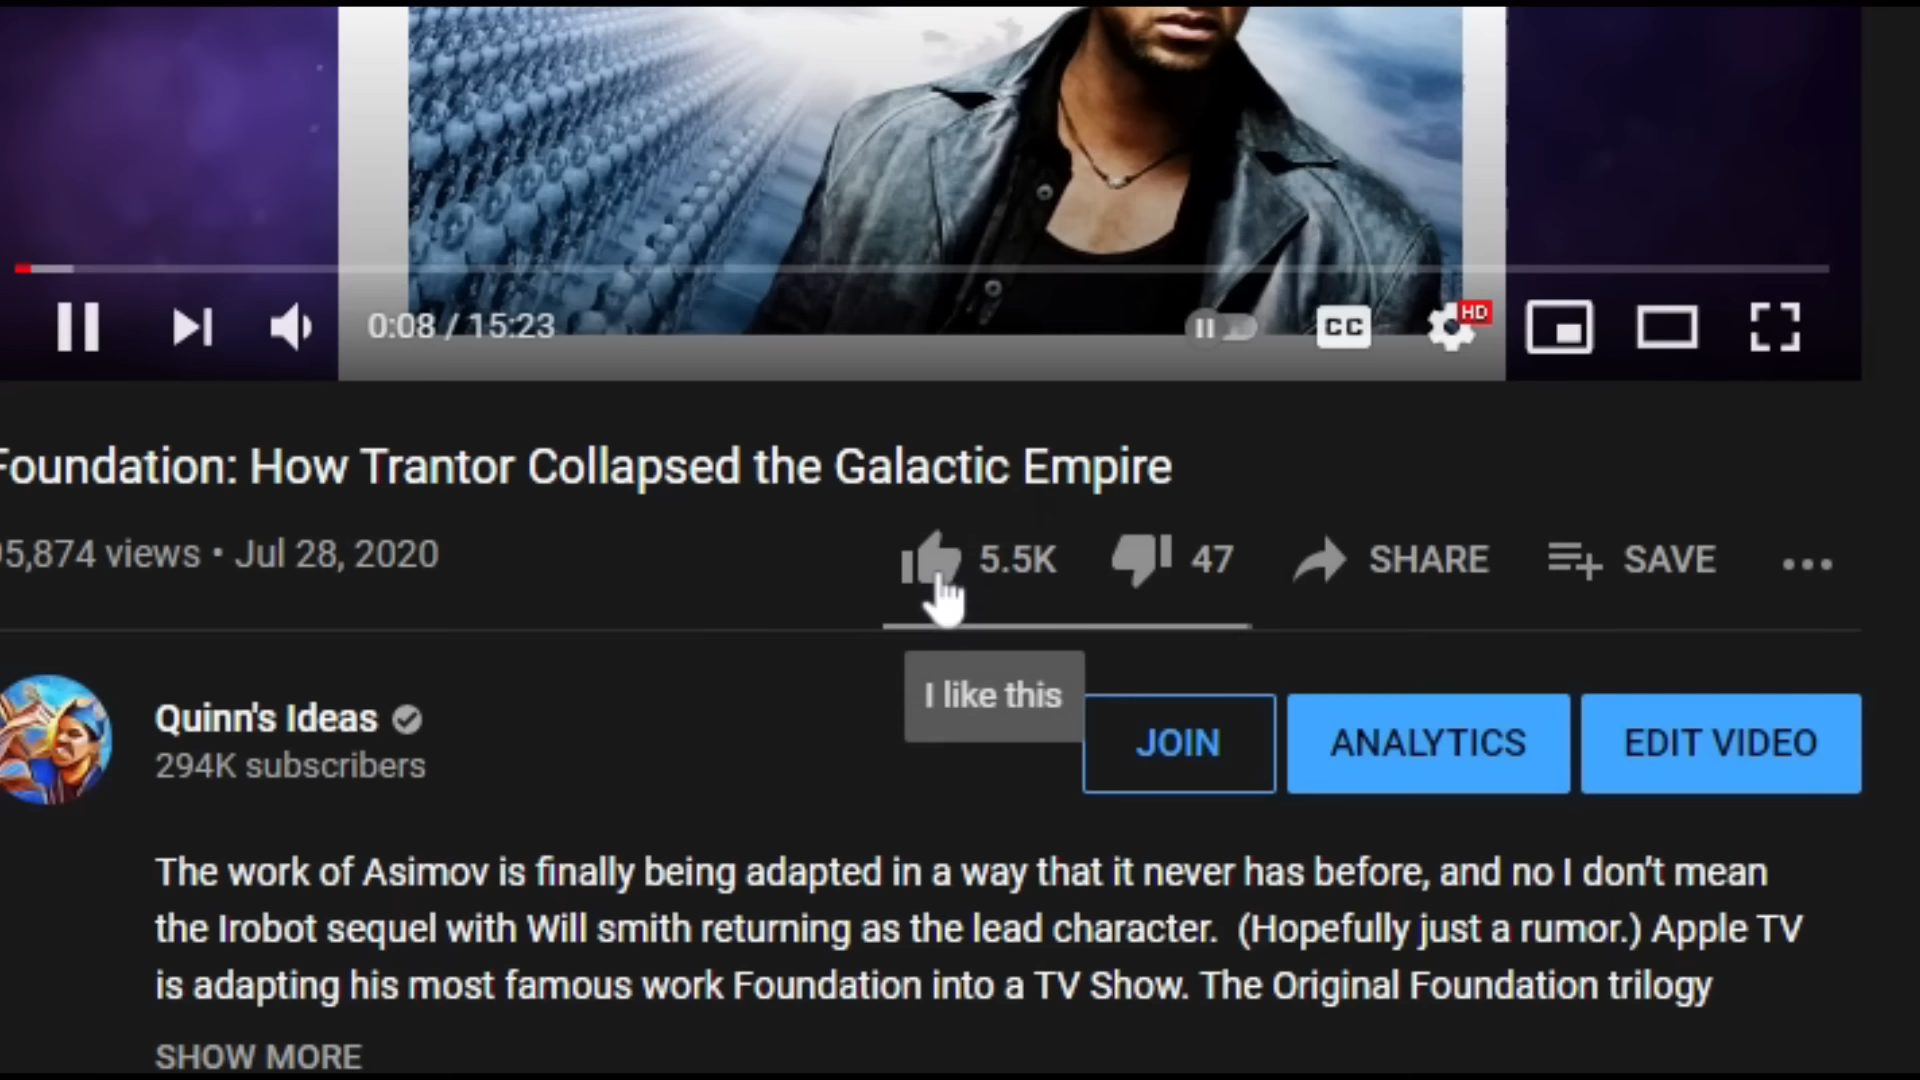 0:08 / 15:23
CC
HD
Foundation: How Trantor Collapsed the Galactic Empire
5,874 views • Jul 28, 2020
5.5K
47
SHARE
SAVE
I like this
Quinn's Ideas
294K subscribers
JOIN
ANALYTICS
EDIT VIDEO
The work of Asimov is finally being adapted in a way that it never has before, and no I don't mean
the Irobot sequel with Will smith returning as the lead character. (Hopefully just a rumor.) Apple TV
is adapting his most famous work Foundation into a TV Show. The Original Foundation trilogy
SHOW MORE